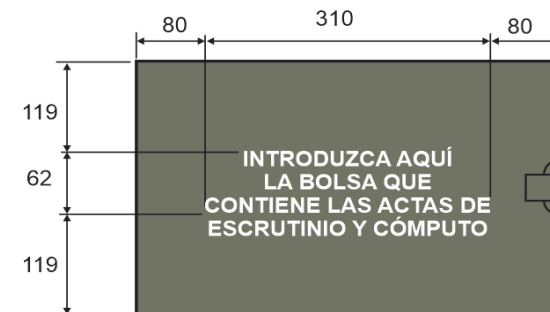 80 310 80
119
62
119
INTRODUZCA AQUÍ
LA BOLSA QUE
CONTIENE LAS ACTAS DE
ESCRUTINIO Y CÓMPUTO